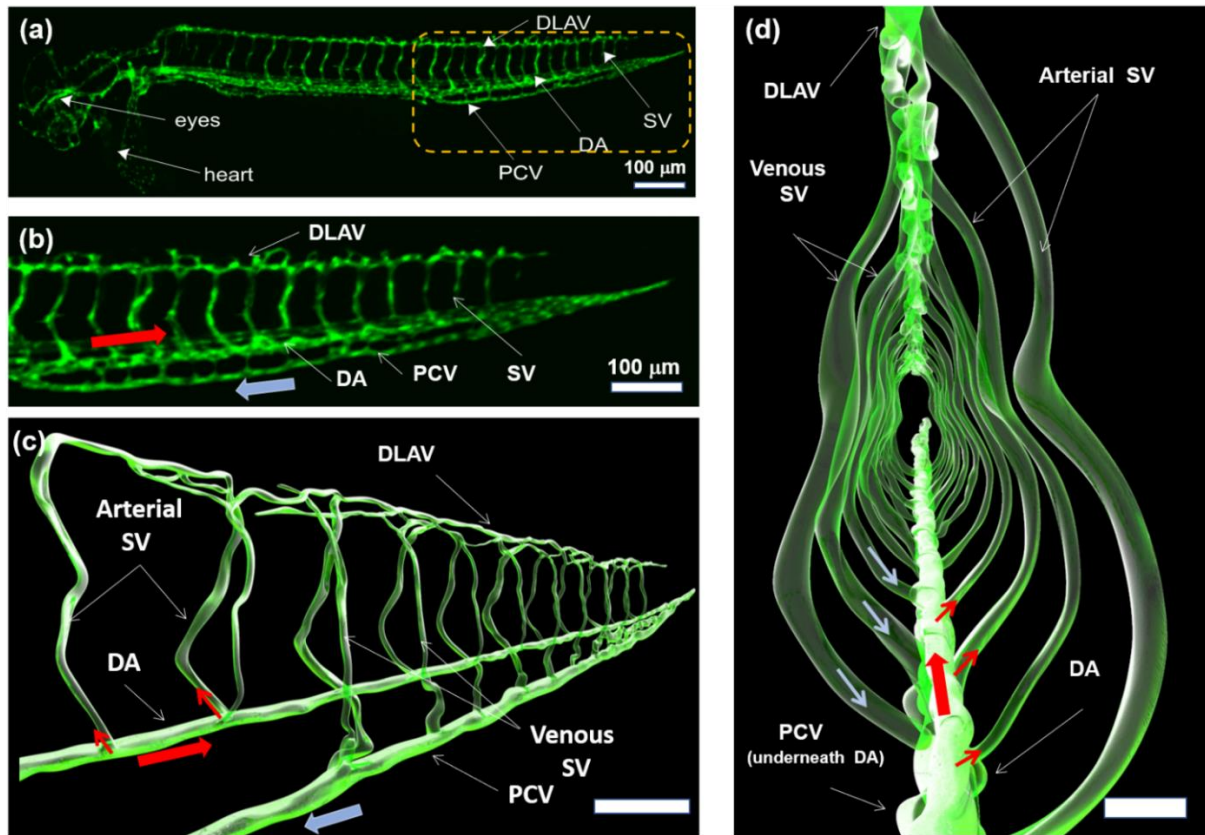 (a)
DLAV
eyes
heart
PCV
DA
SV
100 μm
(b)
DLAV
DA
PCV
SV
100 μm
(c)
DLAV
Arterial
SV
DA
Venous
SV
PCV
(d)
DLAV
Arterial SV
Venous
SV
DA
PCV
(underneath DA)